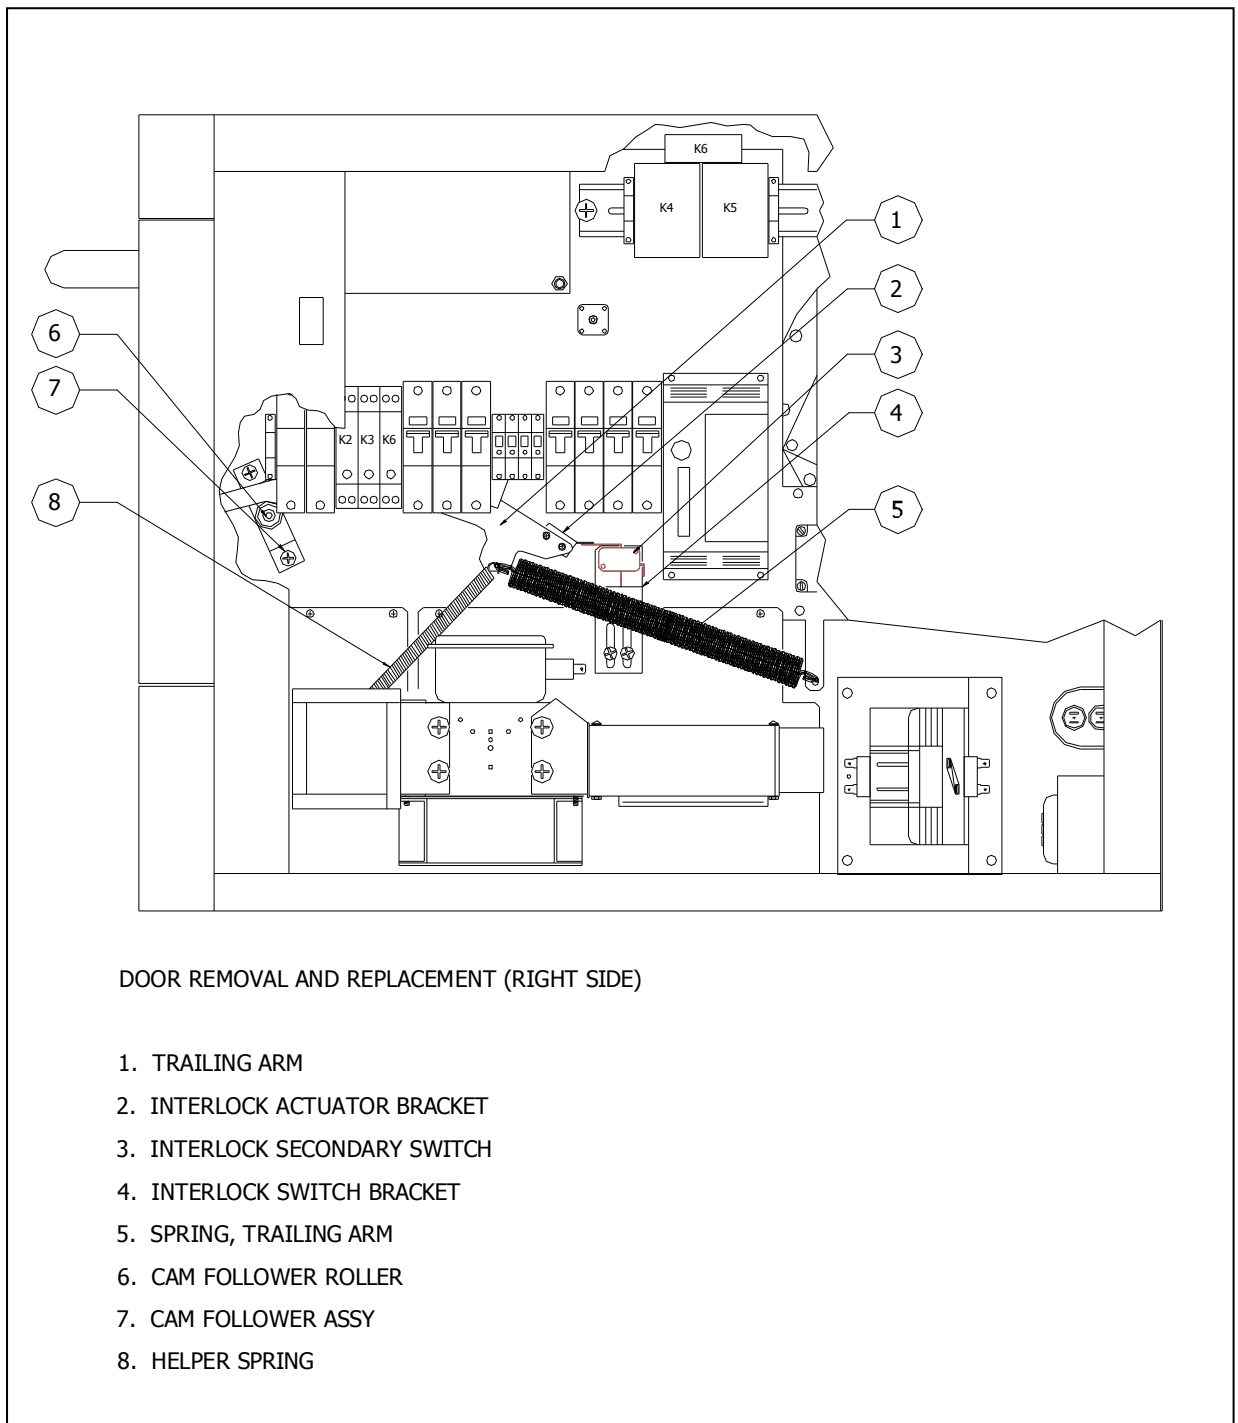 K6
K4 K5
1
2
3
6
7
4
K2 K3 K6
8
5
DOOR REMOVAL AND REPLACEMENT (RIGHT SIDE)
1. TRAILING ARM
2. INTERLOCK ACTUATOR BRACKET
3. INTERLOCK SECONDARY SWITCH
4. INTERLOCK SWITCH BRACKET
5. SPRING, TRAILING ARM
6. CAM FOLLOWER ROLLER
7. CAM FOLLOWER ASSY
8. HELPER SPRING